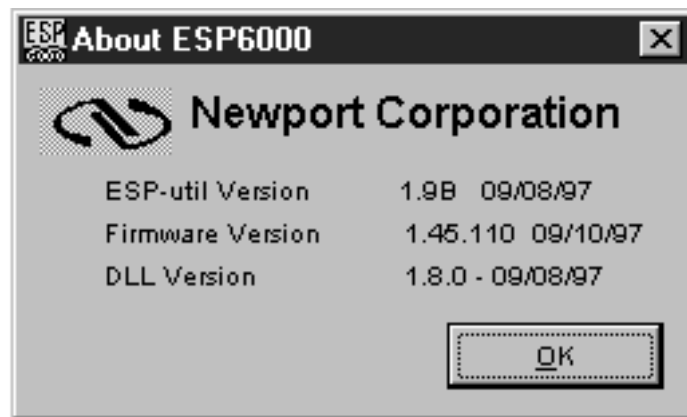 ESP
6000
About ESP6000
Newport Corporation
ESP-util Version 1.9B 09/08/97
Firmware Version 1.45.110 09/10/97
DLL Version 1.8.0 - 09/08/97
OK